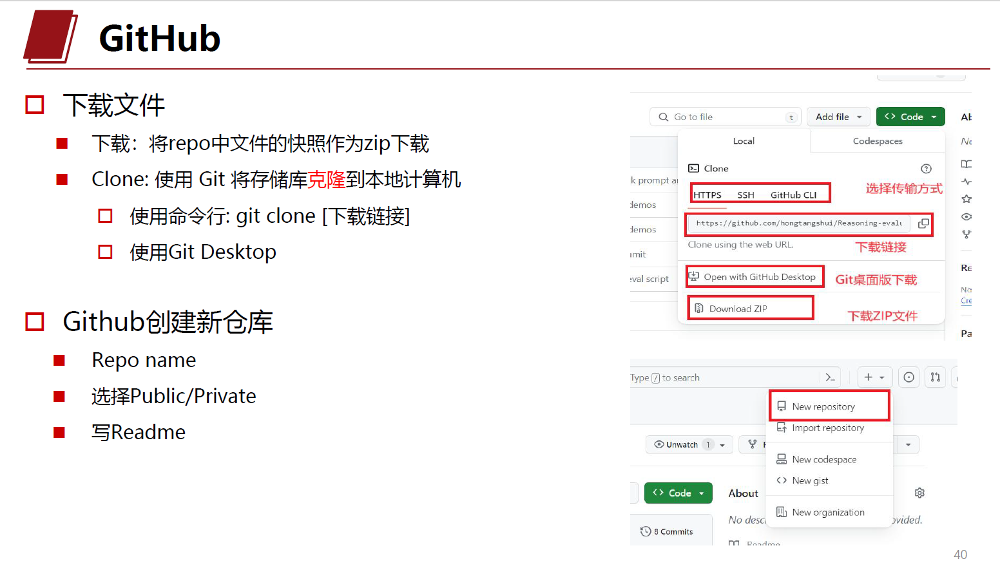 GitHub
下载文件
下载：将repo中文件的快照作为zip下载
Clone: 使用 Git 将存储库克隆到本地计算机
使用命令行: git clone [下载链接]
使用Git Desktop
Github创建新仓库
Repo name
选择Public/Private
写Readme
Go to file t Add file Code
Local Codespaces
Clone
HTTPS SSH GitHub CLI 选择传输方式
https://github.com/hongtangshui/Reasoning-evalu
Clone using the web URL. 下载链接
Open with GitHub Desktop Git桌面版下载
Download ZIP 下载ZIP文件
k prompt
demos
demos
mit
eval script
Type / to search
New repository
Import repository
Unwatch 1
New codespace
New gist
Code About
New organization
No desc ovided.
8 Commits
Readme
40